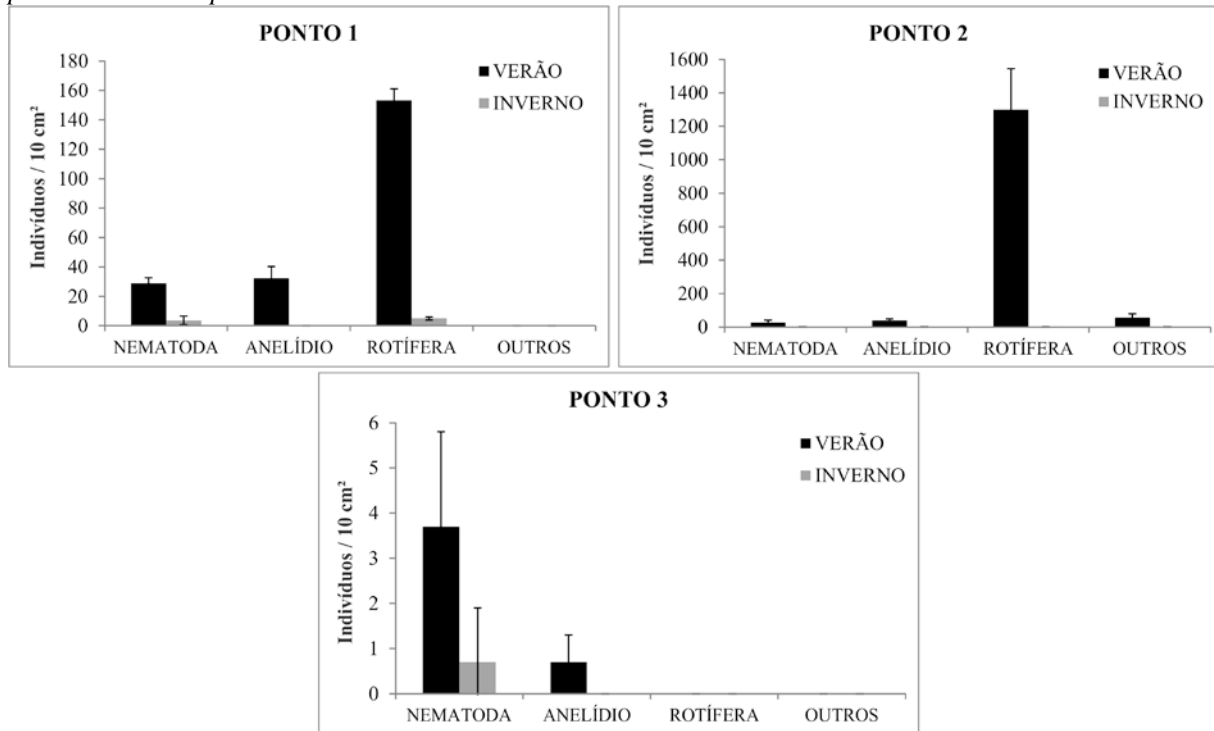 PONTO 1
Indivíduos / 10 cm²
180
160
140
120
100
80
60
40
20
0
VERÃO
INVERNO
NEMATODA ANELÍDIO ROTÍFERA OUTROS
PONTO 2
Indivíduos / 10 cm²
1600
1400
1200
1000
800
600
400
200
0
VERÃO
INVERNO
NEMATODA ANELÍDIO ROTÍFERA OUTROS
PONTO 3
Indivíduos / 10 cm²
6
5
4
3
2
1
0
VERÃO
INVERNO
NEMATODA ANELÍDIO ROTÍFERA OUTROS